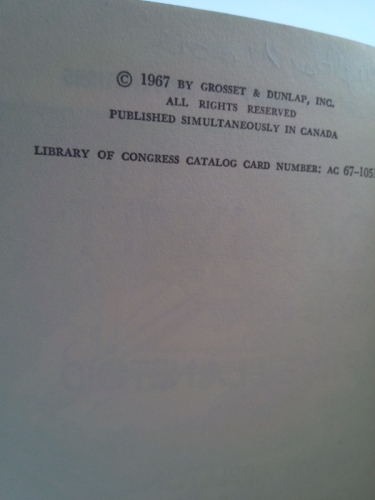 © 1967 BY GROSSET & DUNLAP, INC.
ALL RIGHTS RESERVED
PUBLISHED SIMULTANEOUSLY IN CANADA
LIBRARY OF CONGRESS CATALOG CARD NUMBER: AC 67-1051